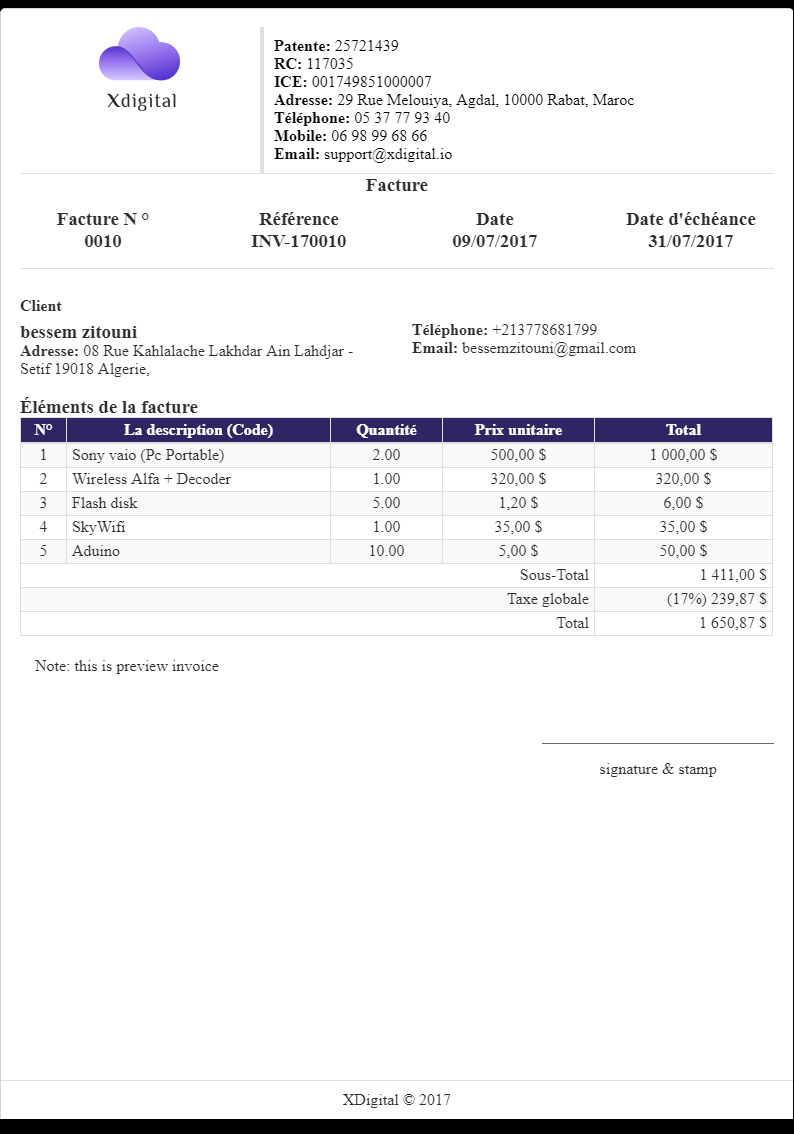 Xdigital
Patente: 25721439
RC: 117035
ICE: 001749851000007
Adresse: 29 Rue Melouiya, Agdal, 10000 Rabat, Maroc
Téléphone: 05 37 77 93 40
Mobile: 06 98 99 68 66
Email: support@xdigital.io
Facture
Facture N ° Référence Date Date d'échéance
0010 INV-170010 09/07/2017 31/07/2017
Client
bessem zitouni
Adresse: 08 Rue Kahlalache Lakhdar Ain Lahdjar -
Setif 19018 Algerie,
Téléphone: +213778681799
Email: bessemzitouni@gmail.com
Éléments de la facture
N° La description (Code) Quantité Prix unitaire Total
1 Sony vaio (Pc Portable) 2.00 500,00 $ 1 000,00 $
2 Wireless Alfa + Decoder 1.00 320,00 $ 320,00 $
3 Flash disk 5.00 1,20 $ 6,00 $
4 SkyWifi 1.00 35,00 $ 35,00 $
5 Aduino 10.00 5,00 $ 50,00 $
Sous-Total 1 411,00 $
Taxe globale (17%) 239,87 $
Total 1 650,87 $
Note: this is preview invoice
signature & stamp
XDigital © 2017